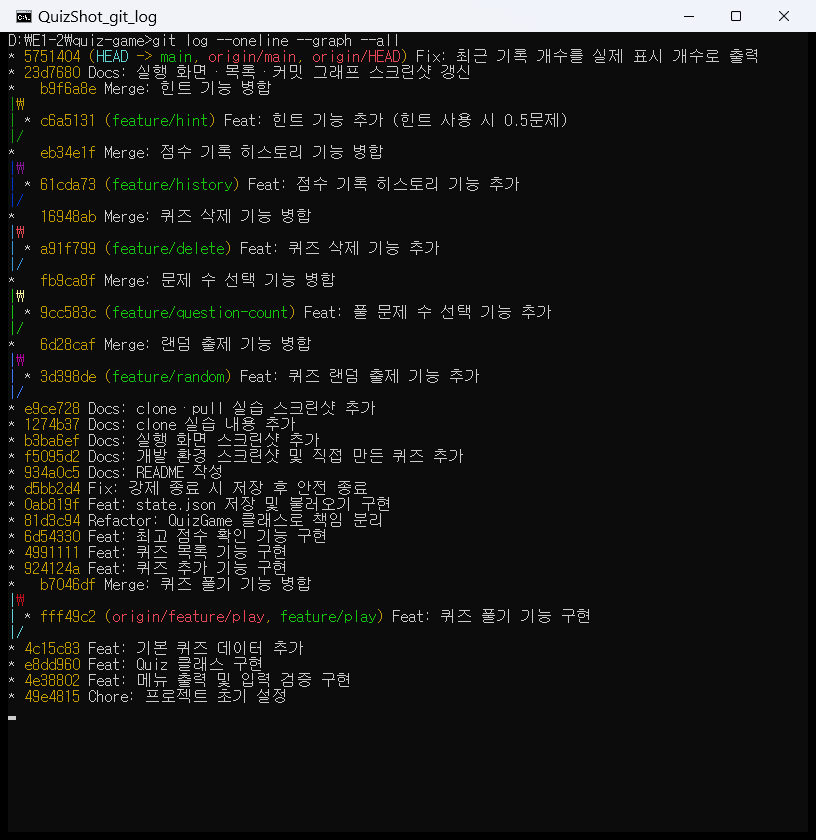 QuizShot_git_log
D:₩E1-2₩quiz-game>git log --oneline --graph --all
* 5751404 (HEAD -> main, origin/main, origin/HEAD) Fix: 최근 기록 개수를 실제 표시 개수로 출력
* 23d7680 Docs: 실행 화면·목록·커밋 그래프 스크린샷 갱신
*   b9f6a8e Merge: 힌트 기능 병합
|₩
| * c6a5131 (feature/hint) Feat: 힌트 기능 추가 (힌트 사용 시 0.5문제)
|/
*   eb34e1f Merge: 점수 기록 히스토리 기능 병합
|₩
| * 61cda73 (feature/history) Feat: 점수 기록 히스토리 기능 추가
|/
*   16948ab Merge: 퀴즈 삭제 기능 병합
|₩
| * a91f799 (feature/delete) Feat: 퀴즈 삭제 기능 추가
|/
*   fb9ca8f Merge: 문제 수 선택 기능 병합
|₩
| * 9cc583c (feature/question-count) Feat: 풀 문제 수 선택 기능 추가
|/
*   6d28caf Merge: 랜덤 출제 기능 병합
|₩
| * 3d398de (feature/random) Feat: 퀴즈 랜덤 출제 기능 추가
|/
* e9ce728 Docs: clone·pull 실습 스크린샷 추가
* 1274b37 Docs: clone 실습 내용 추가
* b3ba6ef Docs: 실행 화면 스크린샷 추가
* f5095d2 Docs: 개발 환경 스크린샷 및 직접 만든 퀴즈 추가
* 934a0c5 Docs: README 작성
* d5bb2d4 Fix: 강제 종료 시 저장 후 안전 종료
* 0ab819f Feat: state.json 저장 및 불러오기 구현
* 81d3c94 Refactor: QuizGame 클래스로 책임 분리
* 6d54330 Feat: 최고 점수 확인 기능 구현
* 4991111 Feat: 퀴즈 목록 기능 구현
* 924124a Feat: 퀴즈 추가 기능 구현
*   b7046df Merge: 퀴즈 풀기 기능 병합
|₩
| * fff49c2 (origin/feature/play, feature/play) Feat: 퀴즈 풀기 기능 구현
|/
* 4c15c83 Feat: 기본 퀴즈 데이터 추가
* e8dd960 Feat: Quiz 클래스 구현
* 4e38802 Feat: 메뉴 출력 및 입력 검증 구현
* 49e4815 Chore: 프로젝트 초기 설정